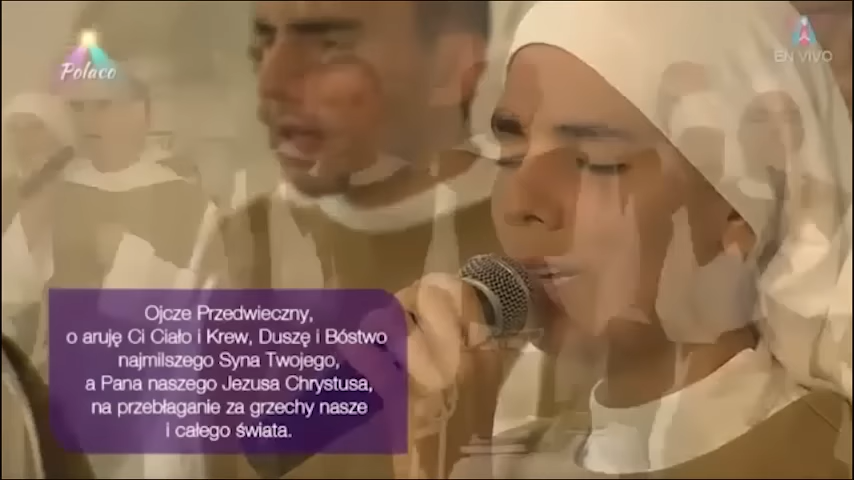 Polaco
EN VIVO
Ojcze Przedwieczny,
o aruję Ci Ciało i Krew, Duszę i Bóstwo
najmilszego Syna Twojego,
a Pana naszego Jezusa Chrystusa,
na przebłaganie za grzechy nasze
i całego świata.